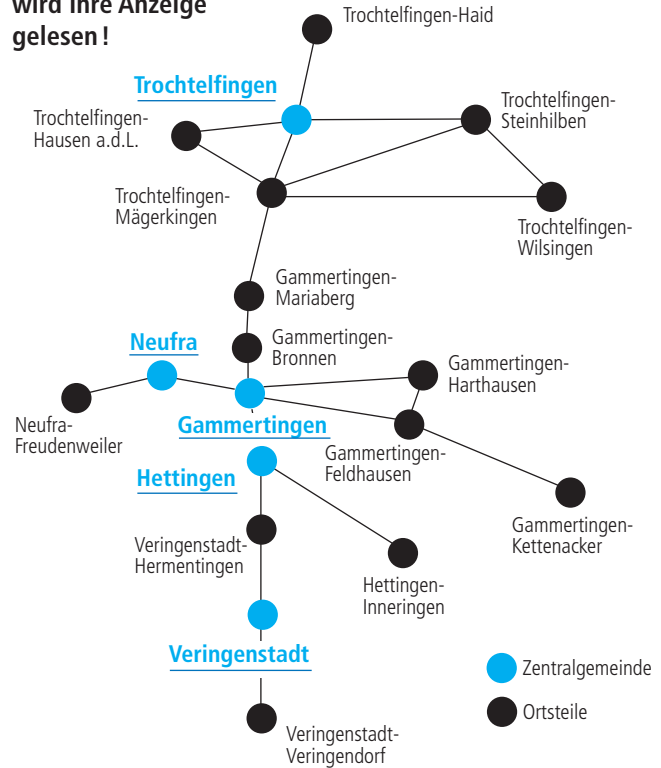 wird Ihre Anzeige
gelesen !
Trochtelfingen-Haid
Trochtelfingen
Trochtelfingen-
Steinhilben
Trochtelfingen-
Hausen a.d.L.
Trochtelfingen-
Mägerkingen
Trochtelfingen-
Wilsingen
Gammertingen-
Mariaberg
Gammertingen-
Bronnen
Neufra
Gammertingen-
Harthausen
Neufra-
Freudenweiler
Gammertingen
Gammertingen-
Feldhausen
Hettingen
Gammertingen-
Kettenacker
Veringenstadt-
Hermentingen
Hettingen-
Inneringen
Veringenstadt
Zentralgemeinde
Ortsteile
Veringenstadt-
Veringendorf